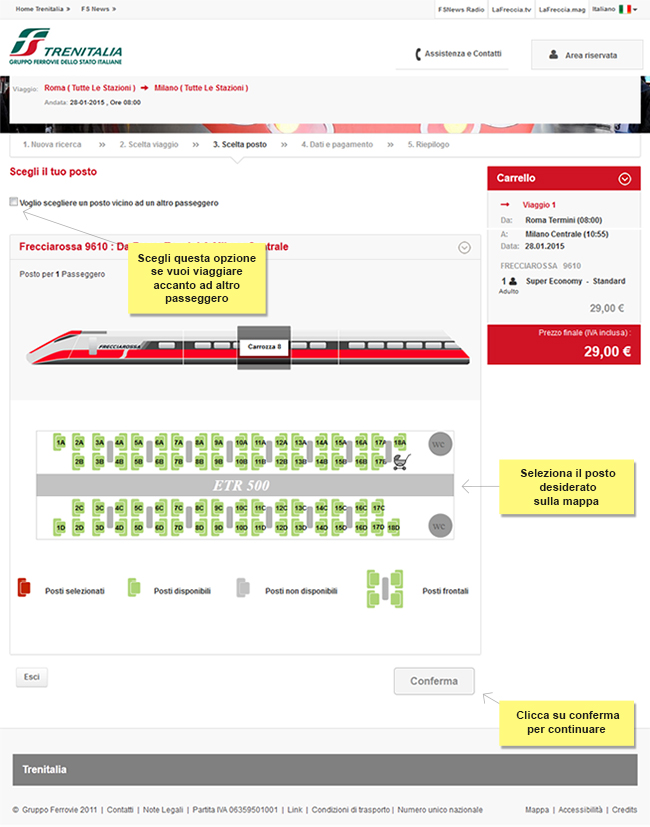 Home Trenitalia > FS News >
FSNews Radio LaFreccia.tv LaFreccia.mag Italiano
TRENITALIA
GRUPPO FERROVIE DELLO STATO ITALIANE
Assistenza e Contatti
Area riservata
Viaggio: Roma ( Tutte Le Stazioni ) Milano ( Tutte Le Stazioni )
Andata: 28-01-2015 , Ore 08:00
1. Nuova ricerca >> 2. Scelta viaggio >> 3. Scelta posto >> 4. Dati e pagamento >> 5. Riepilogo
Scegli il tuo posto
Voglio scegliere un posto vicino ad un altro passeggero
Frecciarossa 9610 : Da
Centrale
Scegli questa opzione
se vuoi viaggiare
accanto ad altro
passeggero
Posto per 1 Passeggero
FRECCIAROSSA
Carrozza 8
1A 2A 3A 4A 5A 6A 7A 8A 9A 10A 11A 12A 13A 14A 15A 16A 17A 18A
WC
2B 3B 4B 5B 6B 7B 8B 9B 10B 11B 12B 13B 14B 15B 16B 17B
ETR 500
2C 3C 4C 5C 6C 7C 8C 9C 10C 11C 12C 13C 14C 15C 16C 17C
1D 2D 3D 4D 5D 6D 7D 8D 9D 10D 11D 12D 13D 14D 15D 16D 17D 18D
WC
Seleziona il posto
desiderato
sulla mappa
Posti selezionati Posti disponibili Posti non disponibili Posti frontali
Esci
Conferma
Clicca su conferma
per continuare
Carrello
Viaggio 1
Da: Roma Termini (08:00)
A: Milano Centrale (10:55)
Data: 28.01.2015
FRECCIAROSSA 9610
1 Super Economy - Standard
Adulto
29,00 €
Prezzo finale (IVA inclusa) :
29,00 €
Trenitalia
© Gruppo Ferrovie 2011 | Contatti | Note Legali | Partita IVA 06359501001 | Link | Condizioni di trasporto | Numero unico nazionale
Mappa | Accessibilità | Credits